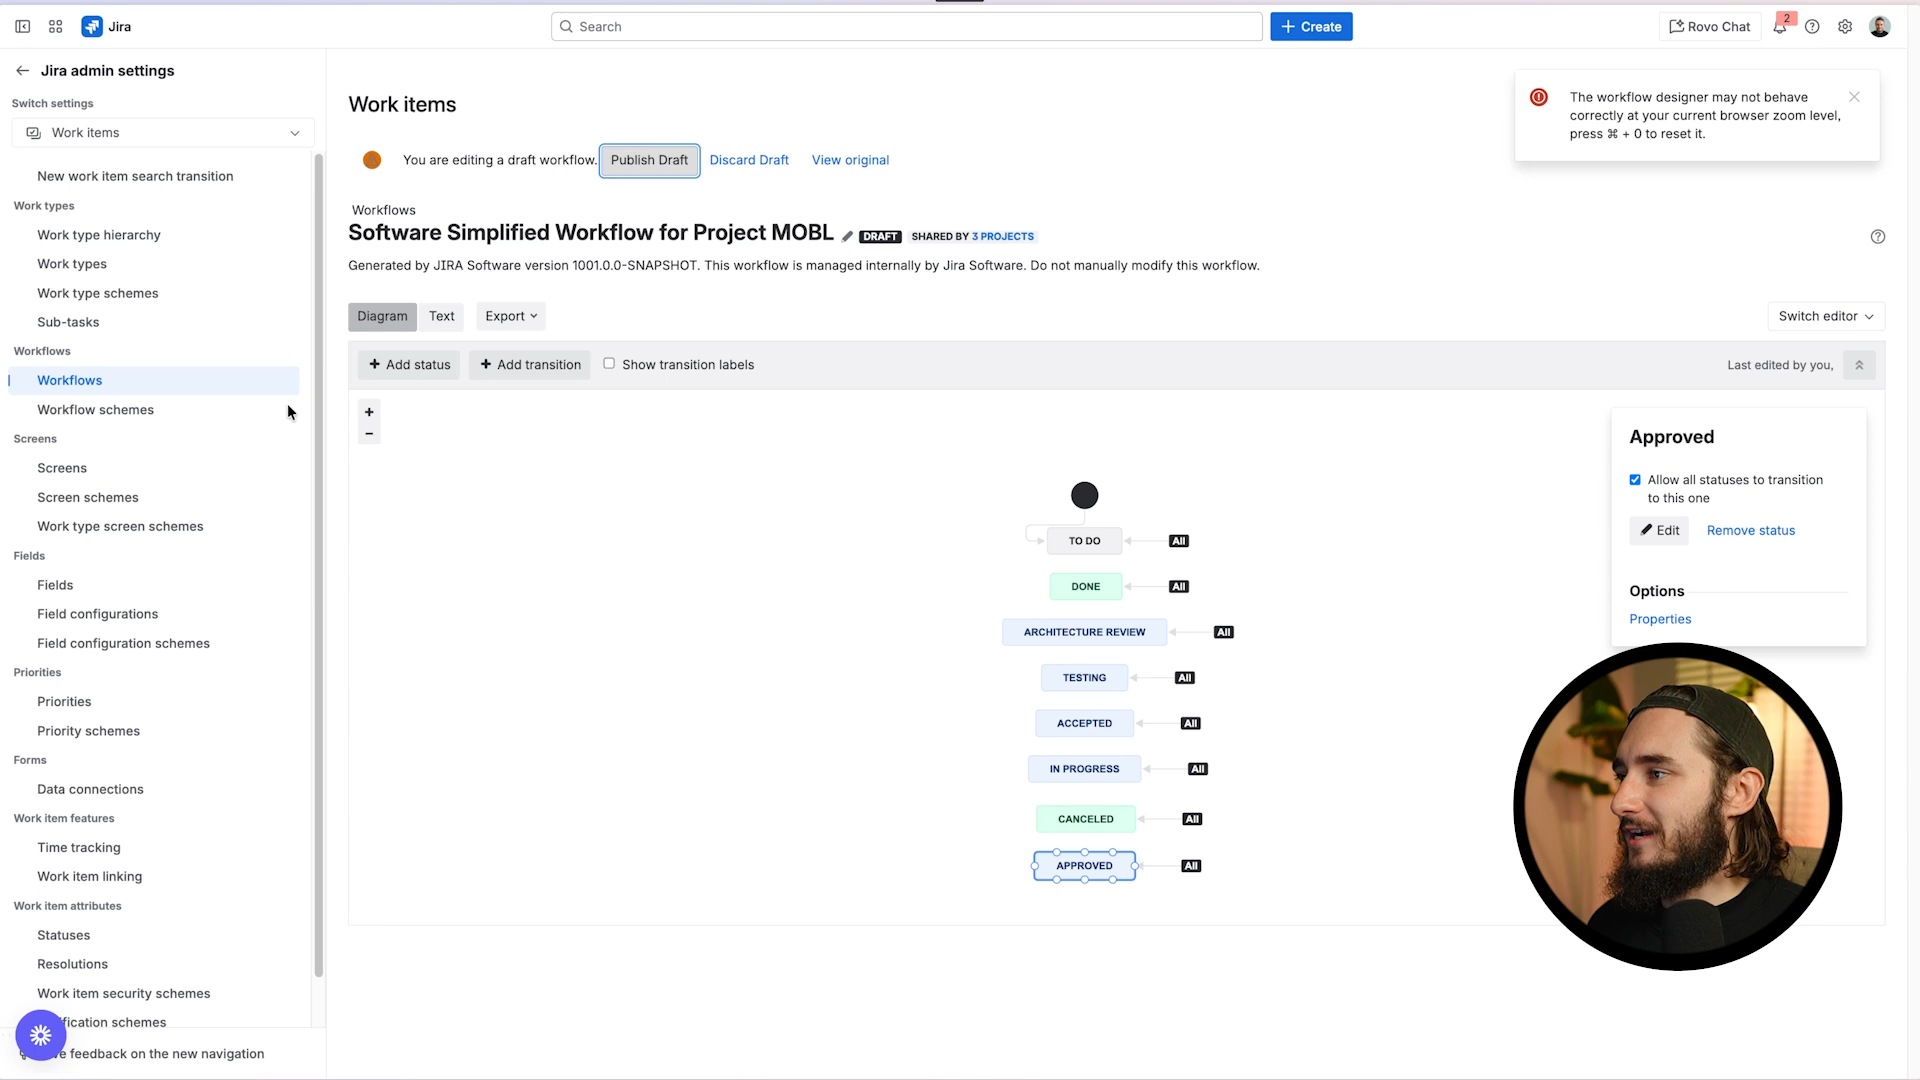 Jira
Search
Create
Rovo Chat
2
Jira admin settings
Switch settings
Work items
New work item search transition
Work types
Work type hierarchy
Work types
Work type schemes
Sub-tasks
Workflows
Workflows
Workflow schemes
Screens
Screens
Screen schemes
Work type screen schemes
Fields
Fields
Field configurations
Field configuration schemes
Priorities
Priorities
Priority schemes
Forms
Data connections
Work item features
Time tracking
Work item linking
Work item attributes
Statuses
Resolutions
Work item security schemes
schemes
feedback on the new navigation
Work items
You are editing a draft workflow. Publish Draft Discard Draft View original
The workflow designer may not behave
correctly at your current browser zoom level,
press ⌘ + 0 to reset it.
Workflows
Software Simplified Workflow for Project MOBL DRAFT SHARED BY 3 PROJECTS
Generated by JIRA Software version 1001.0.0-SNAPSHOT. This workflow is managed internally by Jira Software. Do not manually modify this workflow.
Diagram Text Export
Switch editor
+ Add status + Add transition Show transition labels
Last edited by you,
+
−
TO DO All
DONE All
ARCHITECTURE REVIEW All
TESTING All
ACCEPTED All
IN PROGRESS All
CANCELED All
APPROVED All
Approved
Allow all statuses to transition
to this one
Edit Remove status
Options
Properties